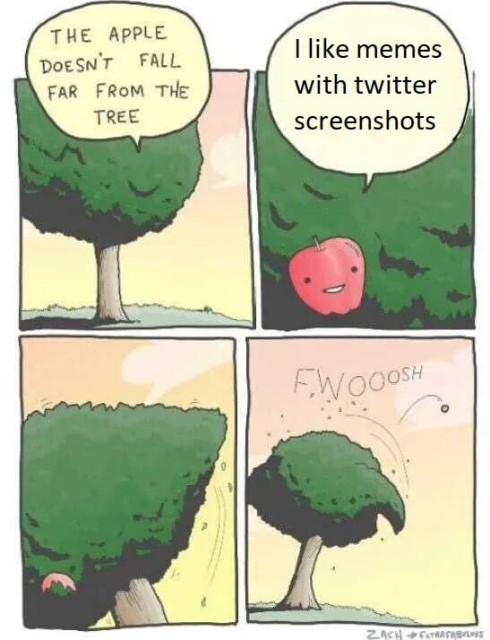 THE APPLE
DOESN'T FALL
FAR FROM THE
TREE
I like memes
with twitter
screenshots
FWOOOSH
ZACH